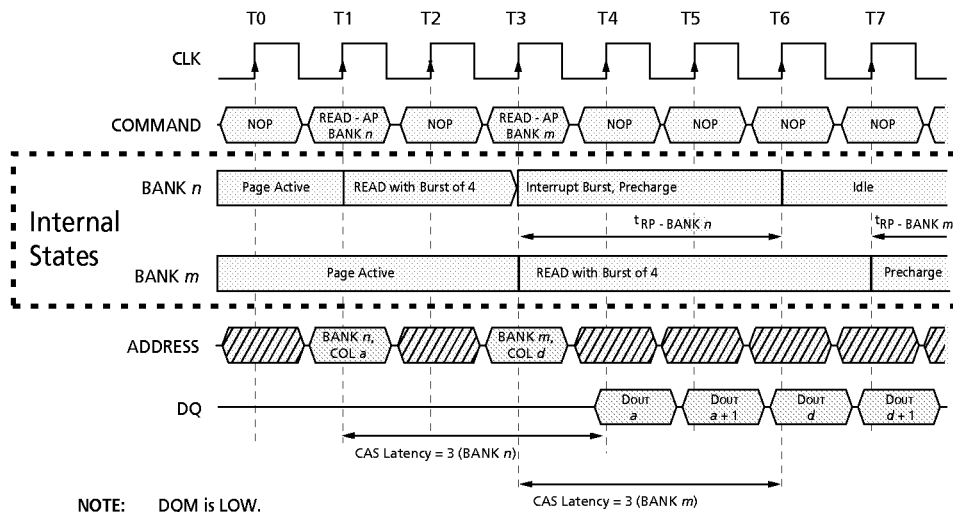 T0 T1 T2 T3 T4 T5 T6 T7
CLK
COMMAND NOP READ - AP BANK n NOP READ - AP BANK m NOP NOP NOP NOP
Internal States
BANK n Page Active READ with Burst of 4 Interrupt Burst, Precharge Idle
tRP - BANK n tRP - BANK m
BANK m Page Active READ with Burst of 4 Precharge
ADDRESS BANK n, COL a BANK m, COL d
DQ DOUT a DOUT a + 1 DOUT d DOUT d + 1
CAS Latency = 3 (BANK n)
CAS Latency = 3 (BANK m)
NOTE: DQM is LOW.